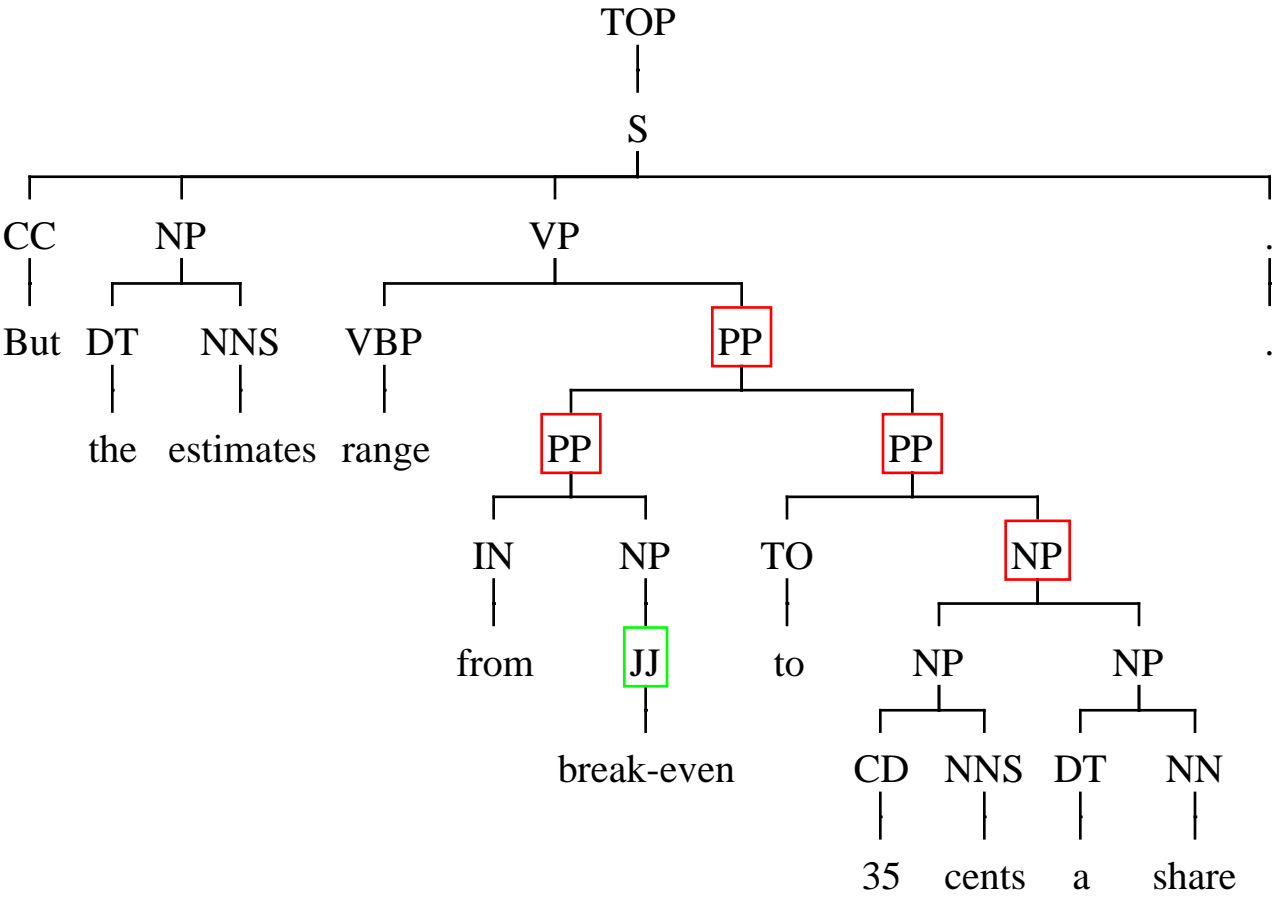 TOP
S
CC NP VP .
But DT NNS VBP PP .
the estimates range PP PP
IN NP TO NP
from JJ to NP NP
break-even CD NNS DT NN
35 cents a share